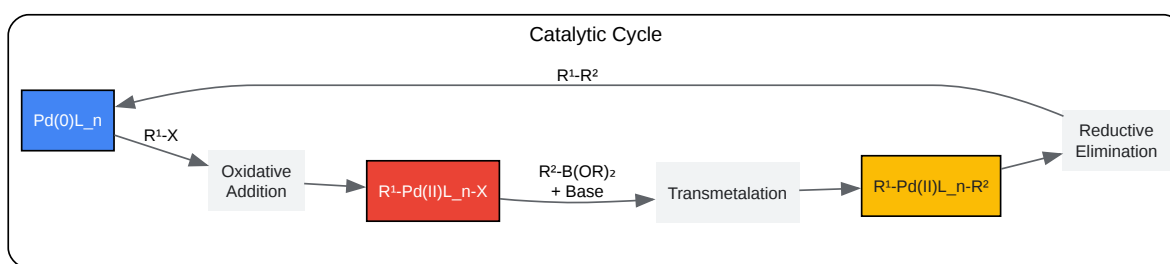 Catalytic Cycle
R¹-R²
Pd(0)L_n
R¹-X
Oxidative
Addition
R¹-Pd(II)L_n-X
R²-B(OR)₂
+ Base
Transmetalation
R¹-Pd(II)L_n-R²
Reductive
Elimination